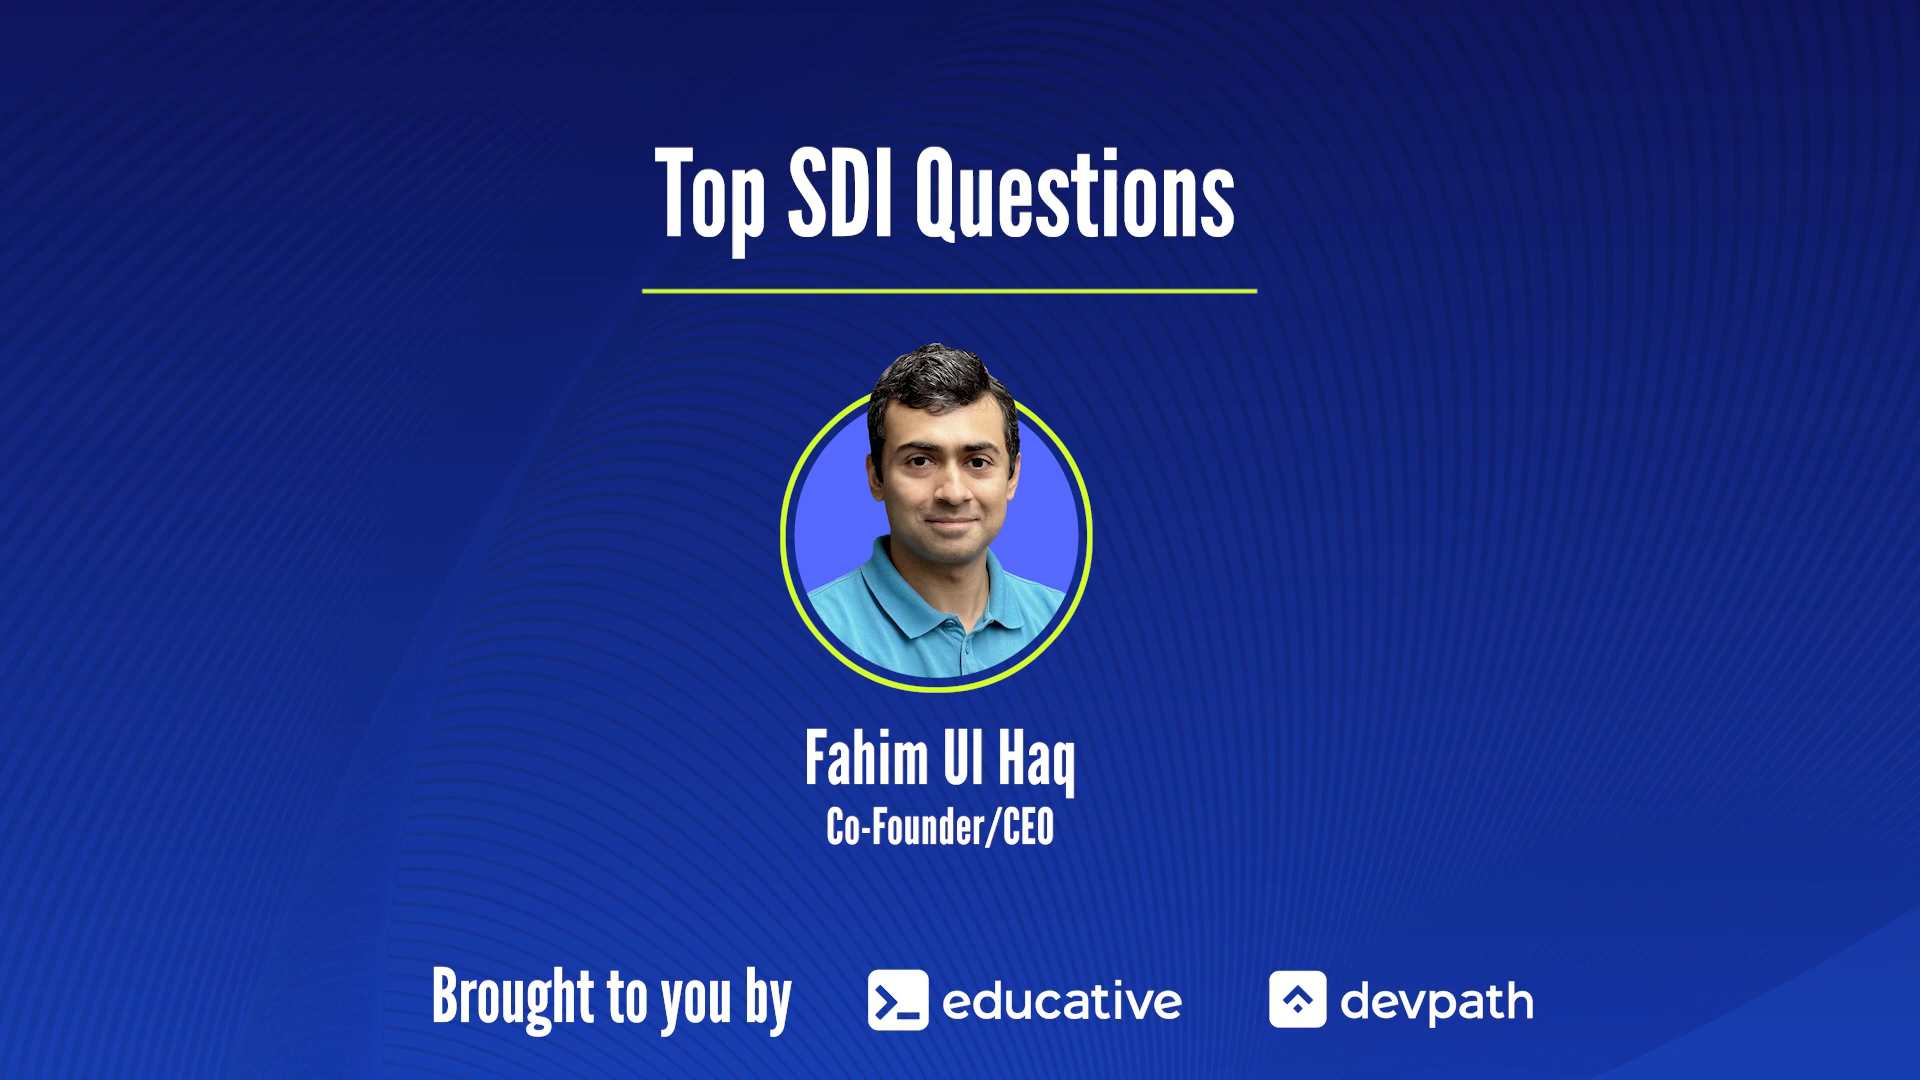 Top SDI Questions
Fahim Ul Haq
Co-Founder/CEO
Brought to you by educative devpath